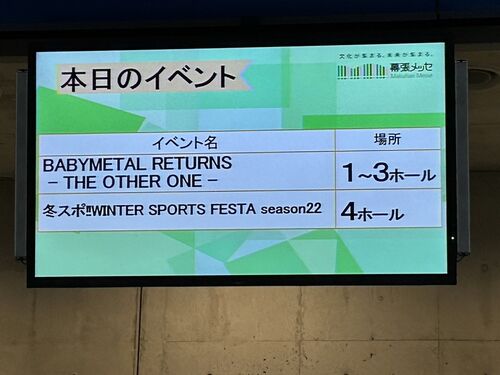 文化が集まる。未来が集まる。
幕張メッセ
Makuhari Messe
本日のイベント
イベント名 場所
BABYMETAL RETURNS
- THE OTHER ONE -
1～3ホール
冬スポ!!WINTER SPORTS FESTA season22 4ホール